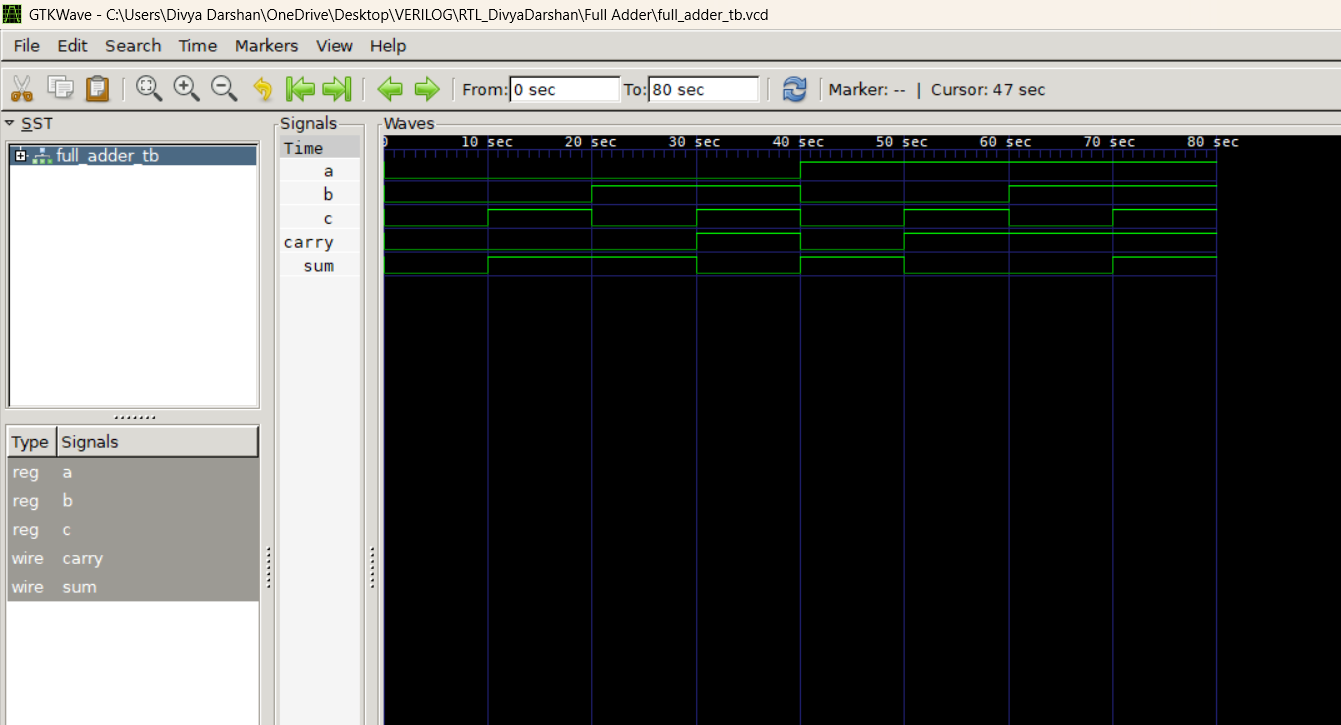 GTKWave - C:\Users\Divya Darshan\OneDrive\Desktop\VERILOG\RTL_DivyaDarshan\Full Adder\full_adder_tb.vcd
File Edit Search Time Markers View Help
From: 0 sec To: 80 sec Marker: -- | Cursor: 47 sec
SST
full_adder_tb
Type Signals
reg a
reg b
reg c
wire carry
wire sum
Signals
Time
a
b
c
carry
sum
Waves
0 10 sec 20 sec 30 sec 40 sec 50 sec 60 sec 70 sec 80 sec